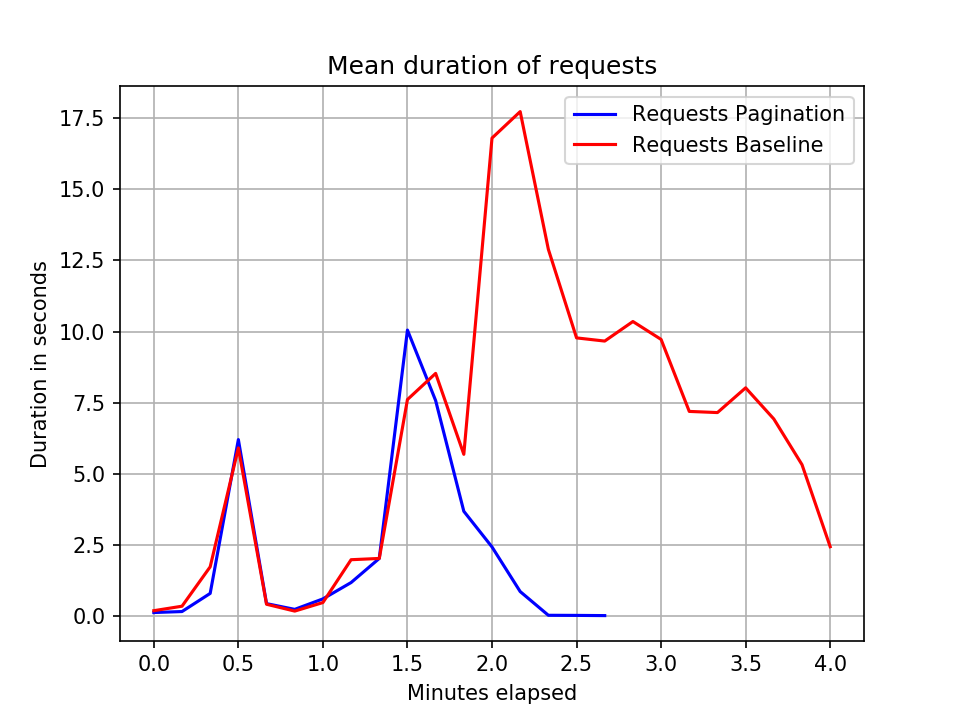 Mean duration of requests
Requests Pagination
Requests Baseline
17.5
15.0
12.5
10.0
7.5
5.0
2.5
0.0
Duration in seconds
0.0 0.5 1.0 1.5 2.0 2.5 3.0 3.5 4.0
Minutes elapsed